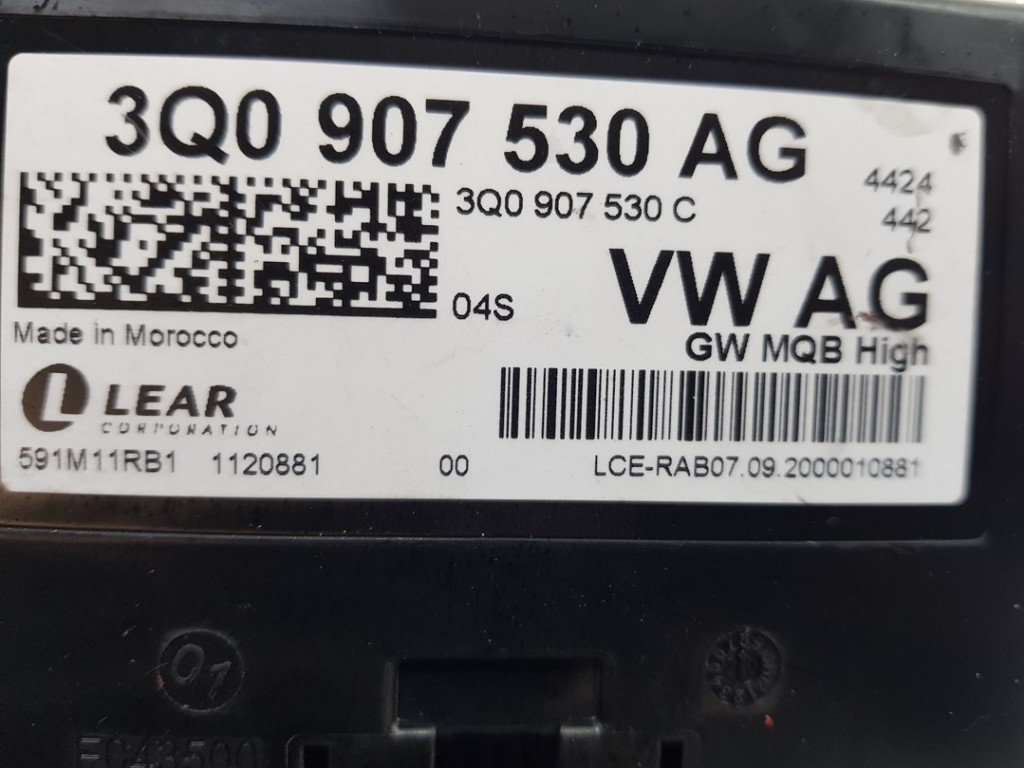 3Q0 907 530 AG
4424
3Q0 907 530 C
442
04S
VW AG
Made in Morocco
GW MQB High
LEAR
CORPORATION
591M11RB1 1120881 00 LCE-RAB07.09.2000010881
01